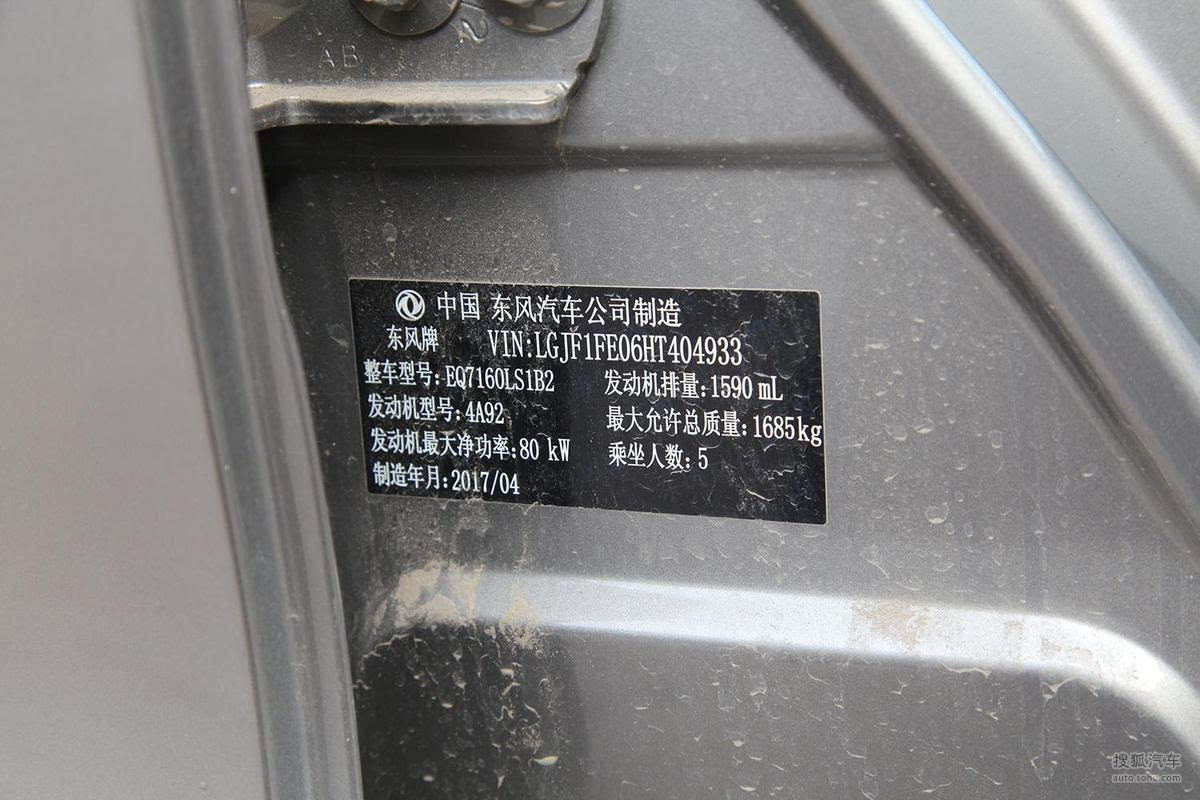 AB
中国 东风汽车公司制造
东风牌 VIN:LGJF1FE06HT404933
整车型号:EQ7160LS1B2 发动机排量:1590 mL
发动机型号:4A92 最大允许总质量:1685kg
发动机最大净功率:80 kW 乘坐人数:5
制造年月:2017/04
搜狐汽车
auto.sohu.com